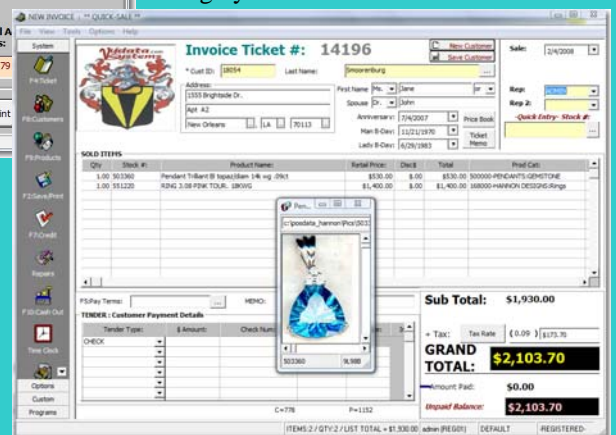 NEW INVOICE : ** QUICK-SALE **
File View Tools Options Help
System
F4:Ticket
F8:Customers
F9:Products
F2:Save/Print
F7:Credit
Repairs
F10:Cash Out
Time Clock
Options
Custom
Programs
Systems
Invoice Ticket #: 14196
New Customer
Save Customer
* Cust ID: 18054 Last Name: Smoorenburg
Address:
1555 Brightside Dr.
Apt A2
New Orleans , LA 70113
First Name Ms. Jane or
Spouse Dr. John
Anniversary: 7/4/2007
Man B-Day: 11/21/1970
Lady B-Day: 6/29/1983
Price Book
Ticket
Memo
Sale: 2/4/2008
Rep: ADMIN
Rep 2:
-Quick Entry- Stock #:
SOLD ITEMS
Qty Stock #: Product Name: Retail Price: Disc$ Total Prod Cat:
1.00 503360 Pendant Trilliant Bl topaz/diam 14k wg .09ct $530.00 $.00 $530.00 500000-PENDANTS:GEMSTONE
1.00 551220 RING 3.08 PINK TOUR. 18KWG $1,400.00 $.00 $1,400.00 168000-HANNON DESIGNS:Rings
Pen...
c:\posdata_hannon\Pics\503
503360
F5:Pay Terms: ... MEMO:
TENDER : Customer Payment Details
Tender Type: $ Amount: Check Num:
CHECK
C=778 P=1152
Sub Total: $1,930.00
+ Tax: Tax Rate ( 0.09 ) $173.70
GRAND
TOTAL: $2,103.70
Amount Paid: $0.00
Unpaid Balance: $2,103.70
ITEMS:2 / QTY:2 / LIST TOTAL = $1,930.00 admin [REG01] DEFAULT -REGISTERED-